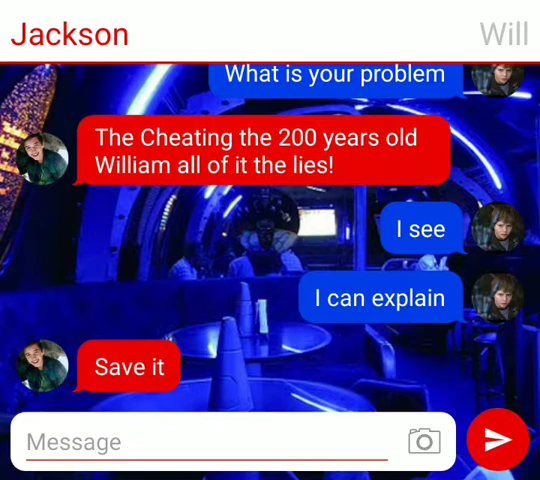 Jackson
Will
What is your problem
The Cheating the 200 years old
William all of it the lies!
I see
I can explain
Save it
Message